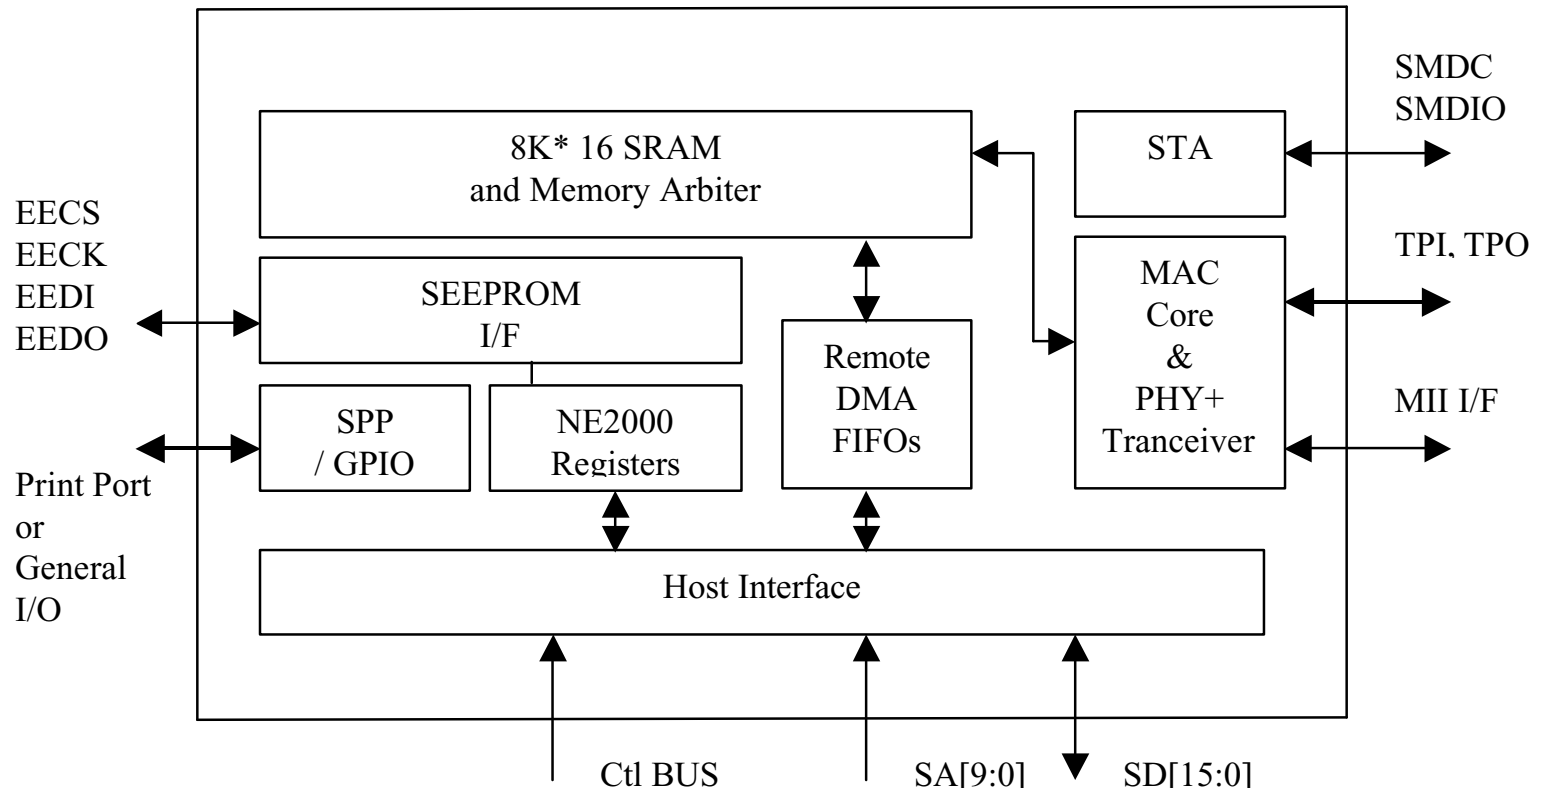 SMDC
SMDIO
8K* 16 SRAM
and Memory Arbiter
STA
EECS
EECK
EEDI
EEDO
TPI, TPO
SEEPROM
I/F
MAC
Core
&
PHY+
Tranceiver
Remote
DMA
FIFOs
MII I/F
SPP
/ GPIO
NE2000
Registers
Print Port
or
General
I/O
Host Interface
Ctl BUS
SA[9:0]
SD[15:0]